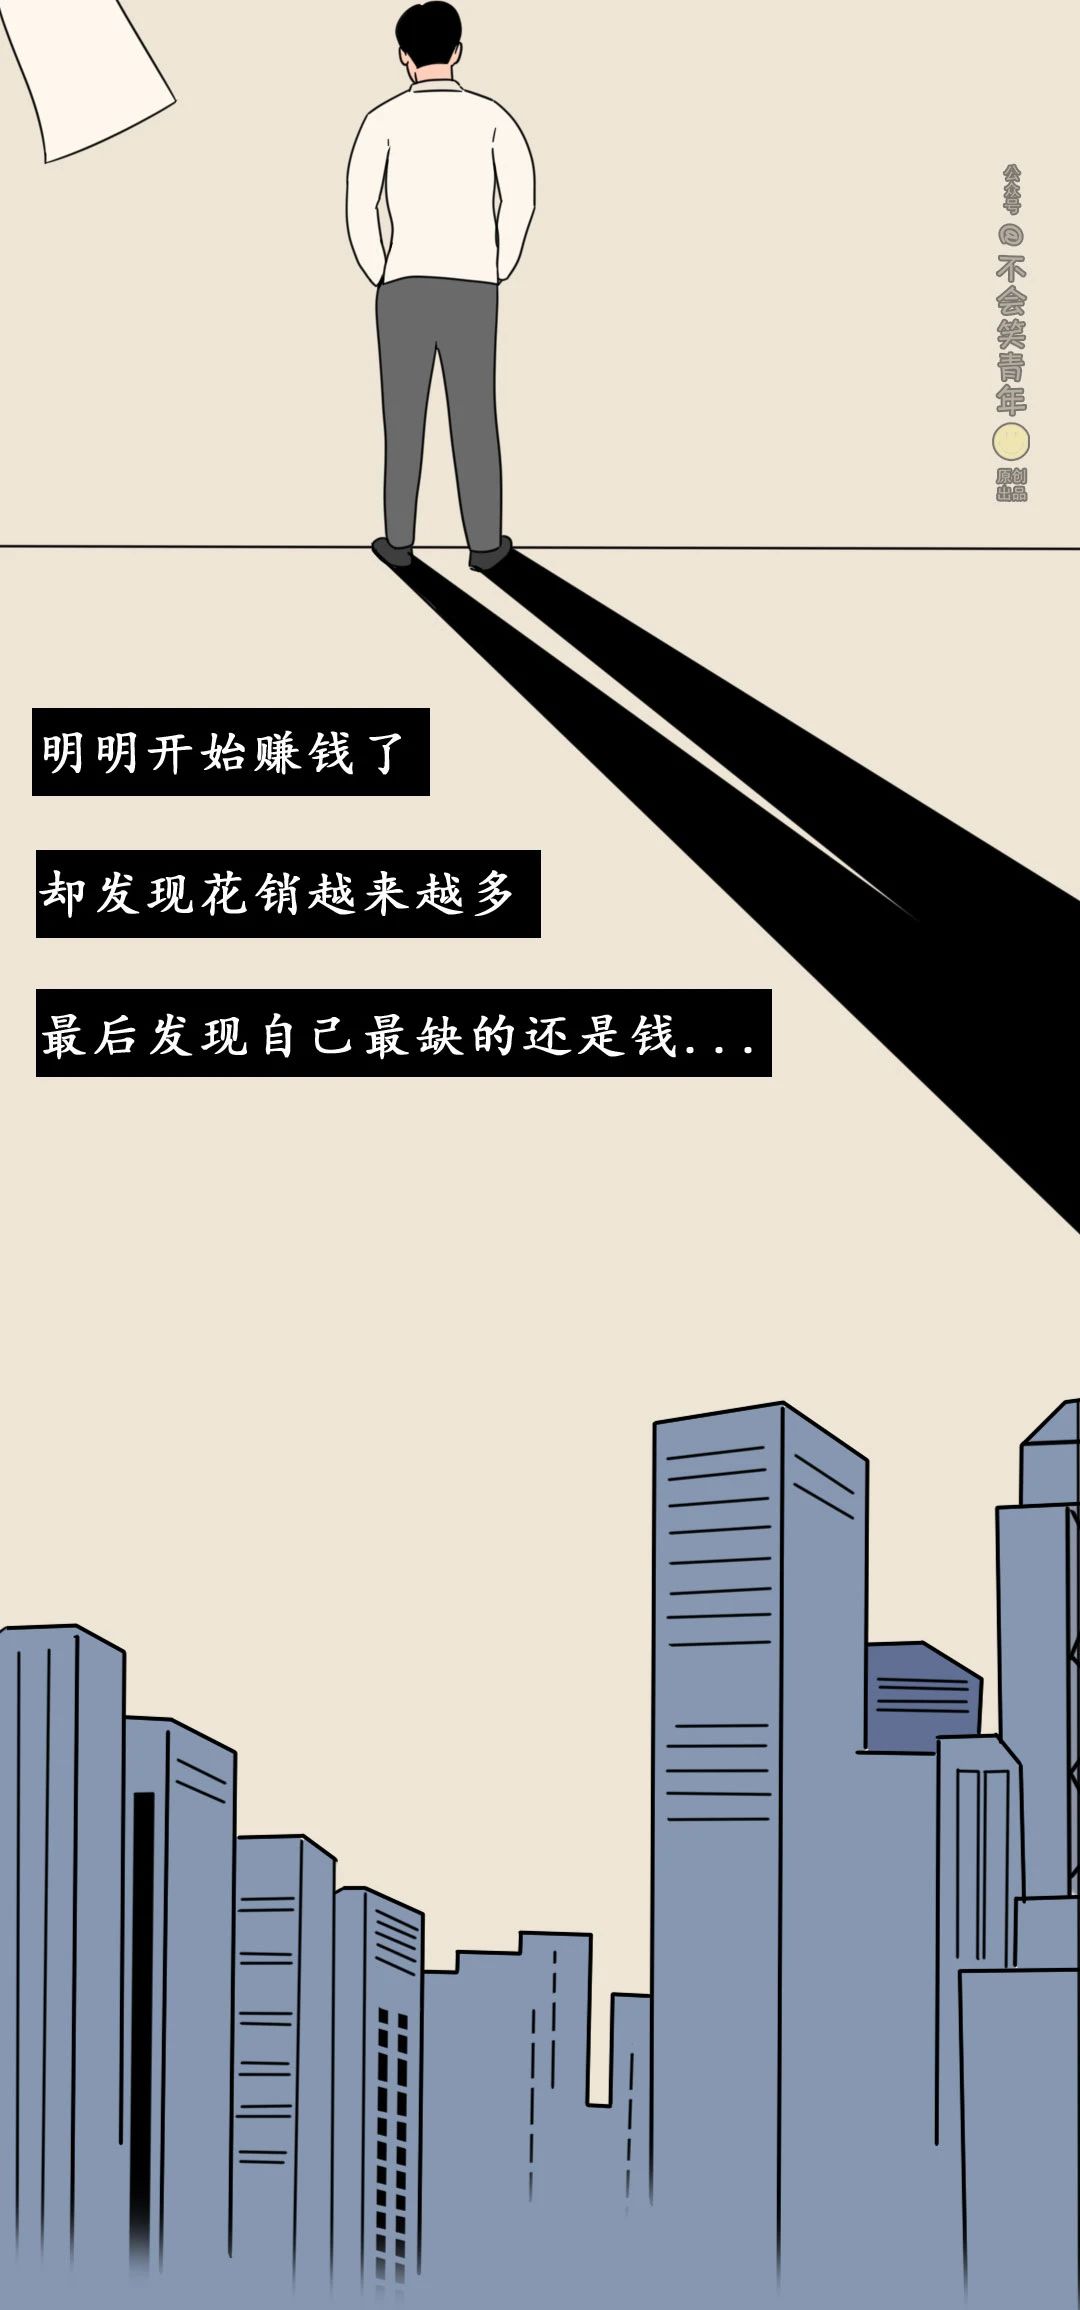 公众号
@不会笑青年
原创
出品
明明开始赚钱了
却发现花销越来越多
最后发现自己最缺的还是钱...